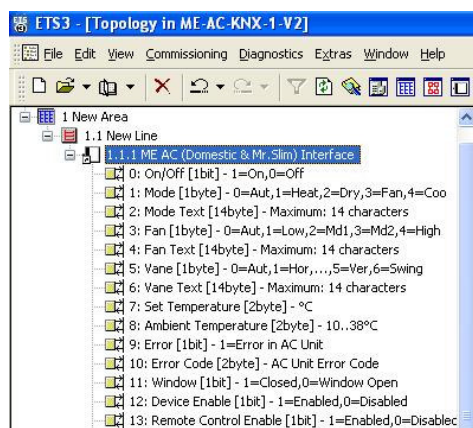 ETS3 - [Topology in ME-AC-KNX-1-V2]
File Edit View Commissioning Diagnostics Extras Window Help
1 New Area
1.1 New Line
1.1.1 ME AC (Domestic & Mr.Slim) Interface
0: On/Off [1bit] - 1=On,0=Off
1: Mode [1byte] - 0=Aut,1=Heat,2=Dry,3=Fan,4=Coo
2: Mode Text [14byte] - Maximum: 14 characters
3: Fan [1byte] - 0=Aut,1=Low,2=Md1,3=Md2,4=High
4: Fan Text [14byte] - Maximum: 14 characters
5: Vane [1byte] - 0=Aut,1=Hor,...,5=Ver,6=Swing
6: Vane Text [14byte] - Maximum: 14 characters
7: Set Temperature [2byte] - °C
8: Ambient Temperature [2byte] - 10..38°C
9: Error [1bit] - 1=Error in AC Unit
10: Error Code [2byte] - AC Unit Error Code
11: Window [1bit] - 1=Closed,0=Window Open
12: Device Enable [1bit] - 1=Enabled,0=Disabled
13: Remote Control Enable [1bit] - 1=Enabled,0=Disablec